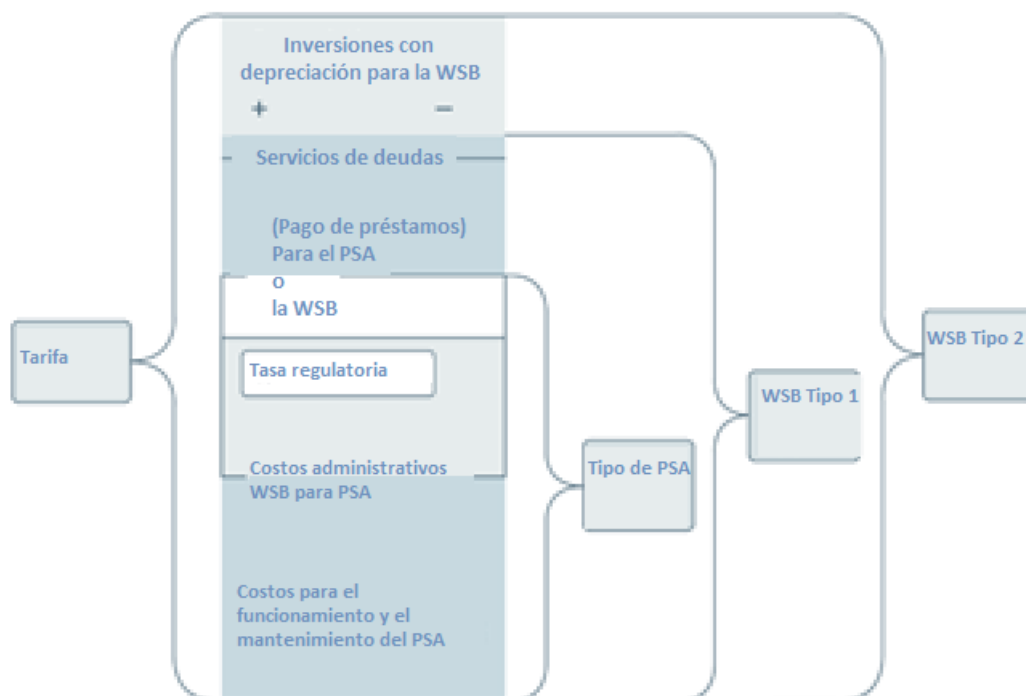 Inversiones con
depreciación para la WSB
+ −
Servicios de deudas
(Pago de préstamos)
Para el PSA
o
la WSB
Tarifa
Tasa regulatoria
WSB Tipo 2
WSB Tipo 1
Costos administrativos
WSB para PSA
Tipo de PSA
Costos para el
funcionamiento y el
mantenimiento del PSA